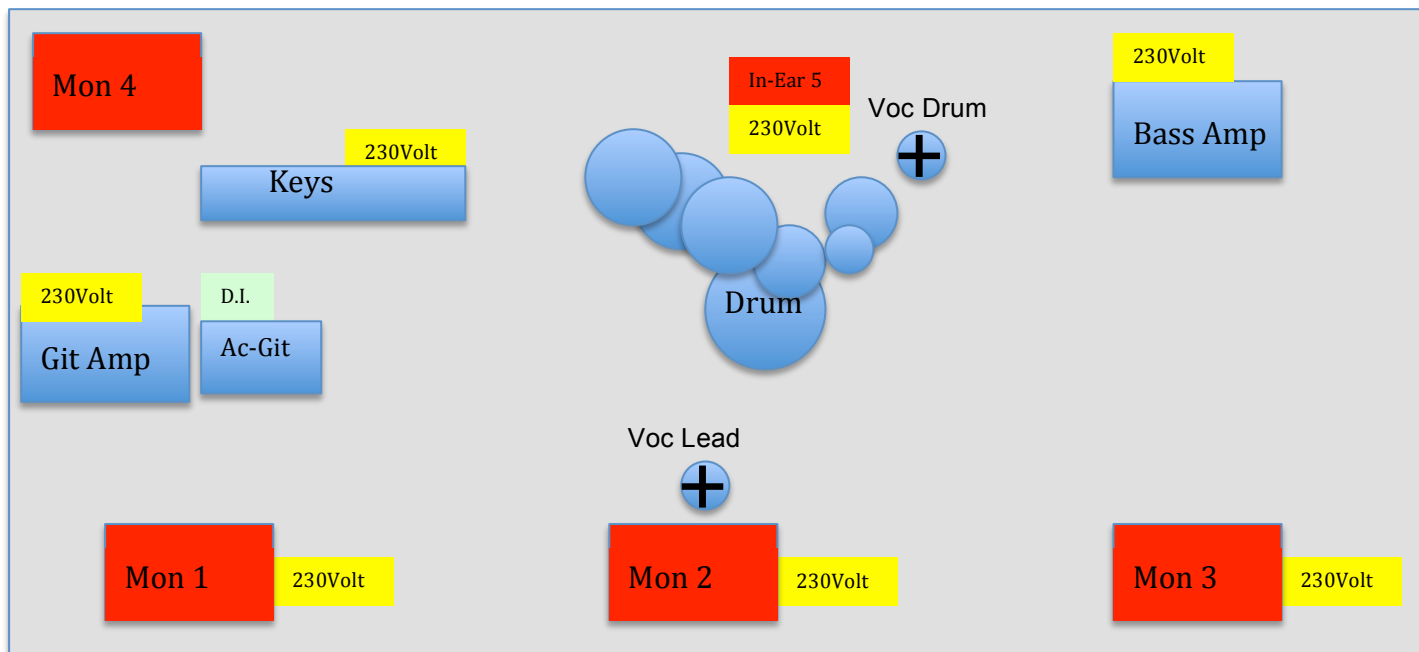 230Volt
Mon 4
In-Ear 5
Voc Drum
230Volt
Bass Amp
230Volt
Keys
230Volt
D.I.
Git Amp
Ac-Git
Drum
Voc Lead
Mon 1
230Volt
Mon 2
230Volt
Mon 3
230Volt